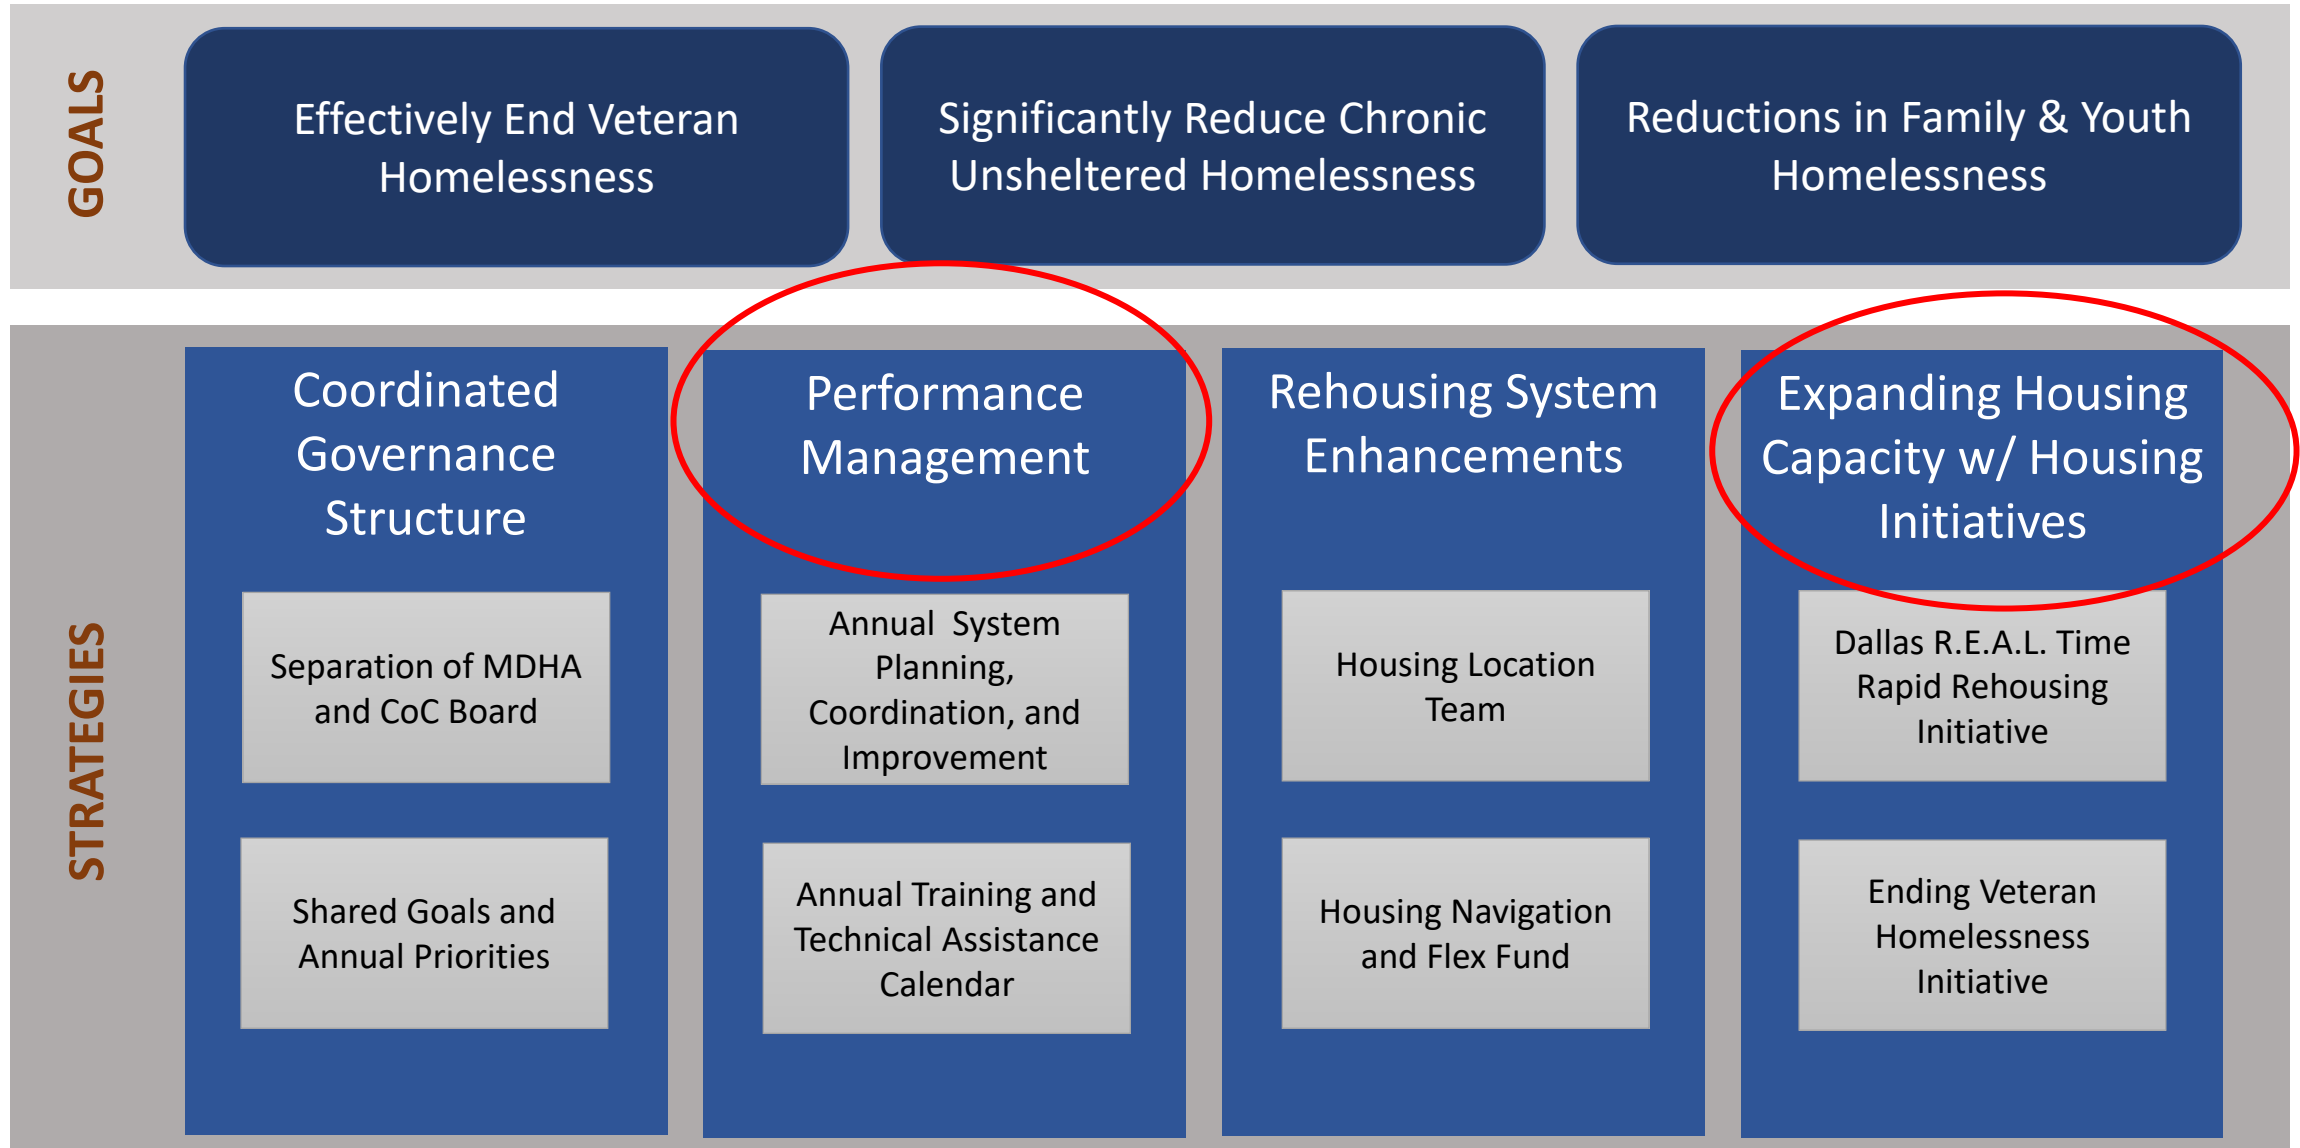 GOALS
Effectively End Veteran
Homelessness
Significantly Reduce Chronic
Unsheltered Homelessness
Reductions in Family & Youth
Homelessness
STRATEGIES
Coordinated
Governance
Structure
Separation of MDHA
and CoC Board
Shared Goals and
Annual Priorities
Performance
Management
Annual System
Planning,
Coordination, and
Improvement
Annual Training and
Technical Assistance
Calendar
Rehousing System
Enhancements
Housing Location
Team
Housing Navigation
and Flex Fund
Expanding Housing
Capacity w/ Housing
Initiatives
Dallas R.E.A.L. Time
Rapid Rehousing
Initiative
Ending Veteran
Homelessness
Initiative